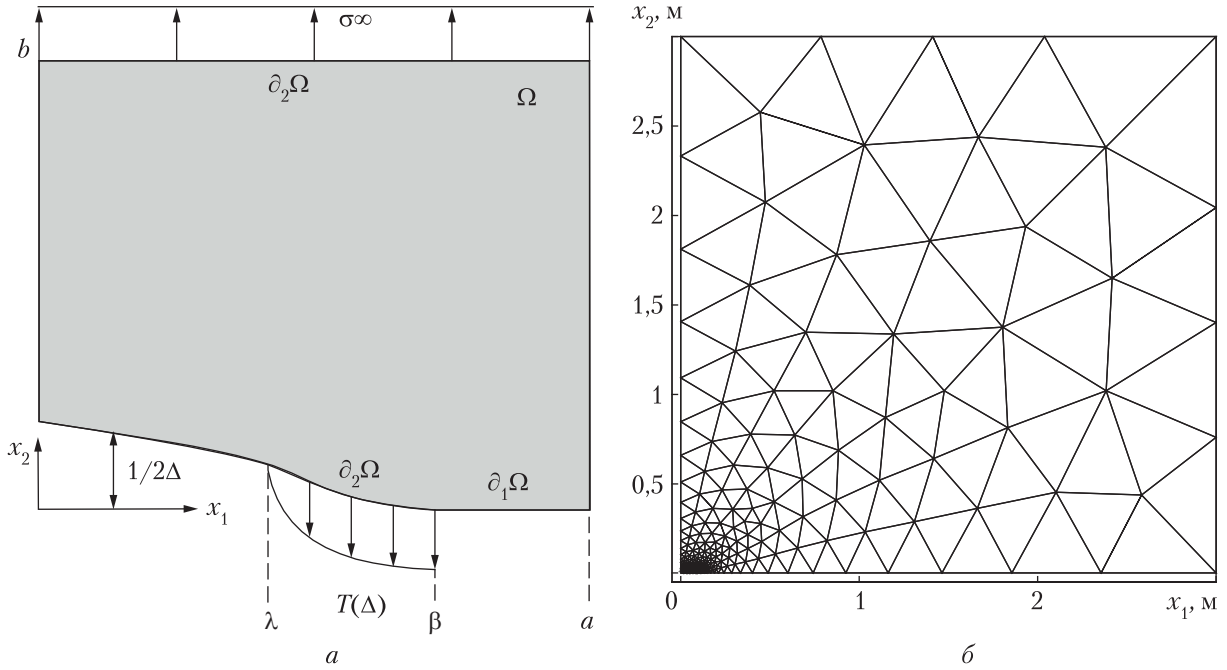 σ∞
b
∂₂Ω
Ω
x₂
1/2Δ
x₁
∂₂Ω
∂₁Ω
T(Δ)
λ
β
a
а
x₂, м
2,5
2
1,5
1
0,5
0
1
2
x₁, м
б